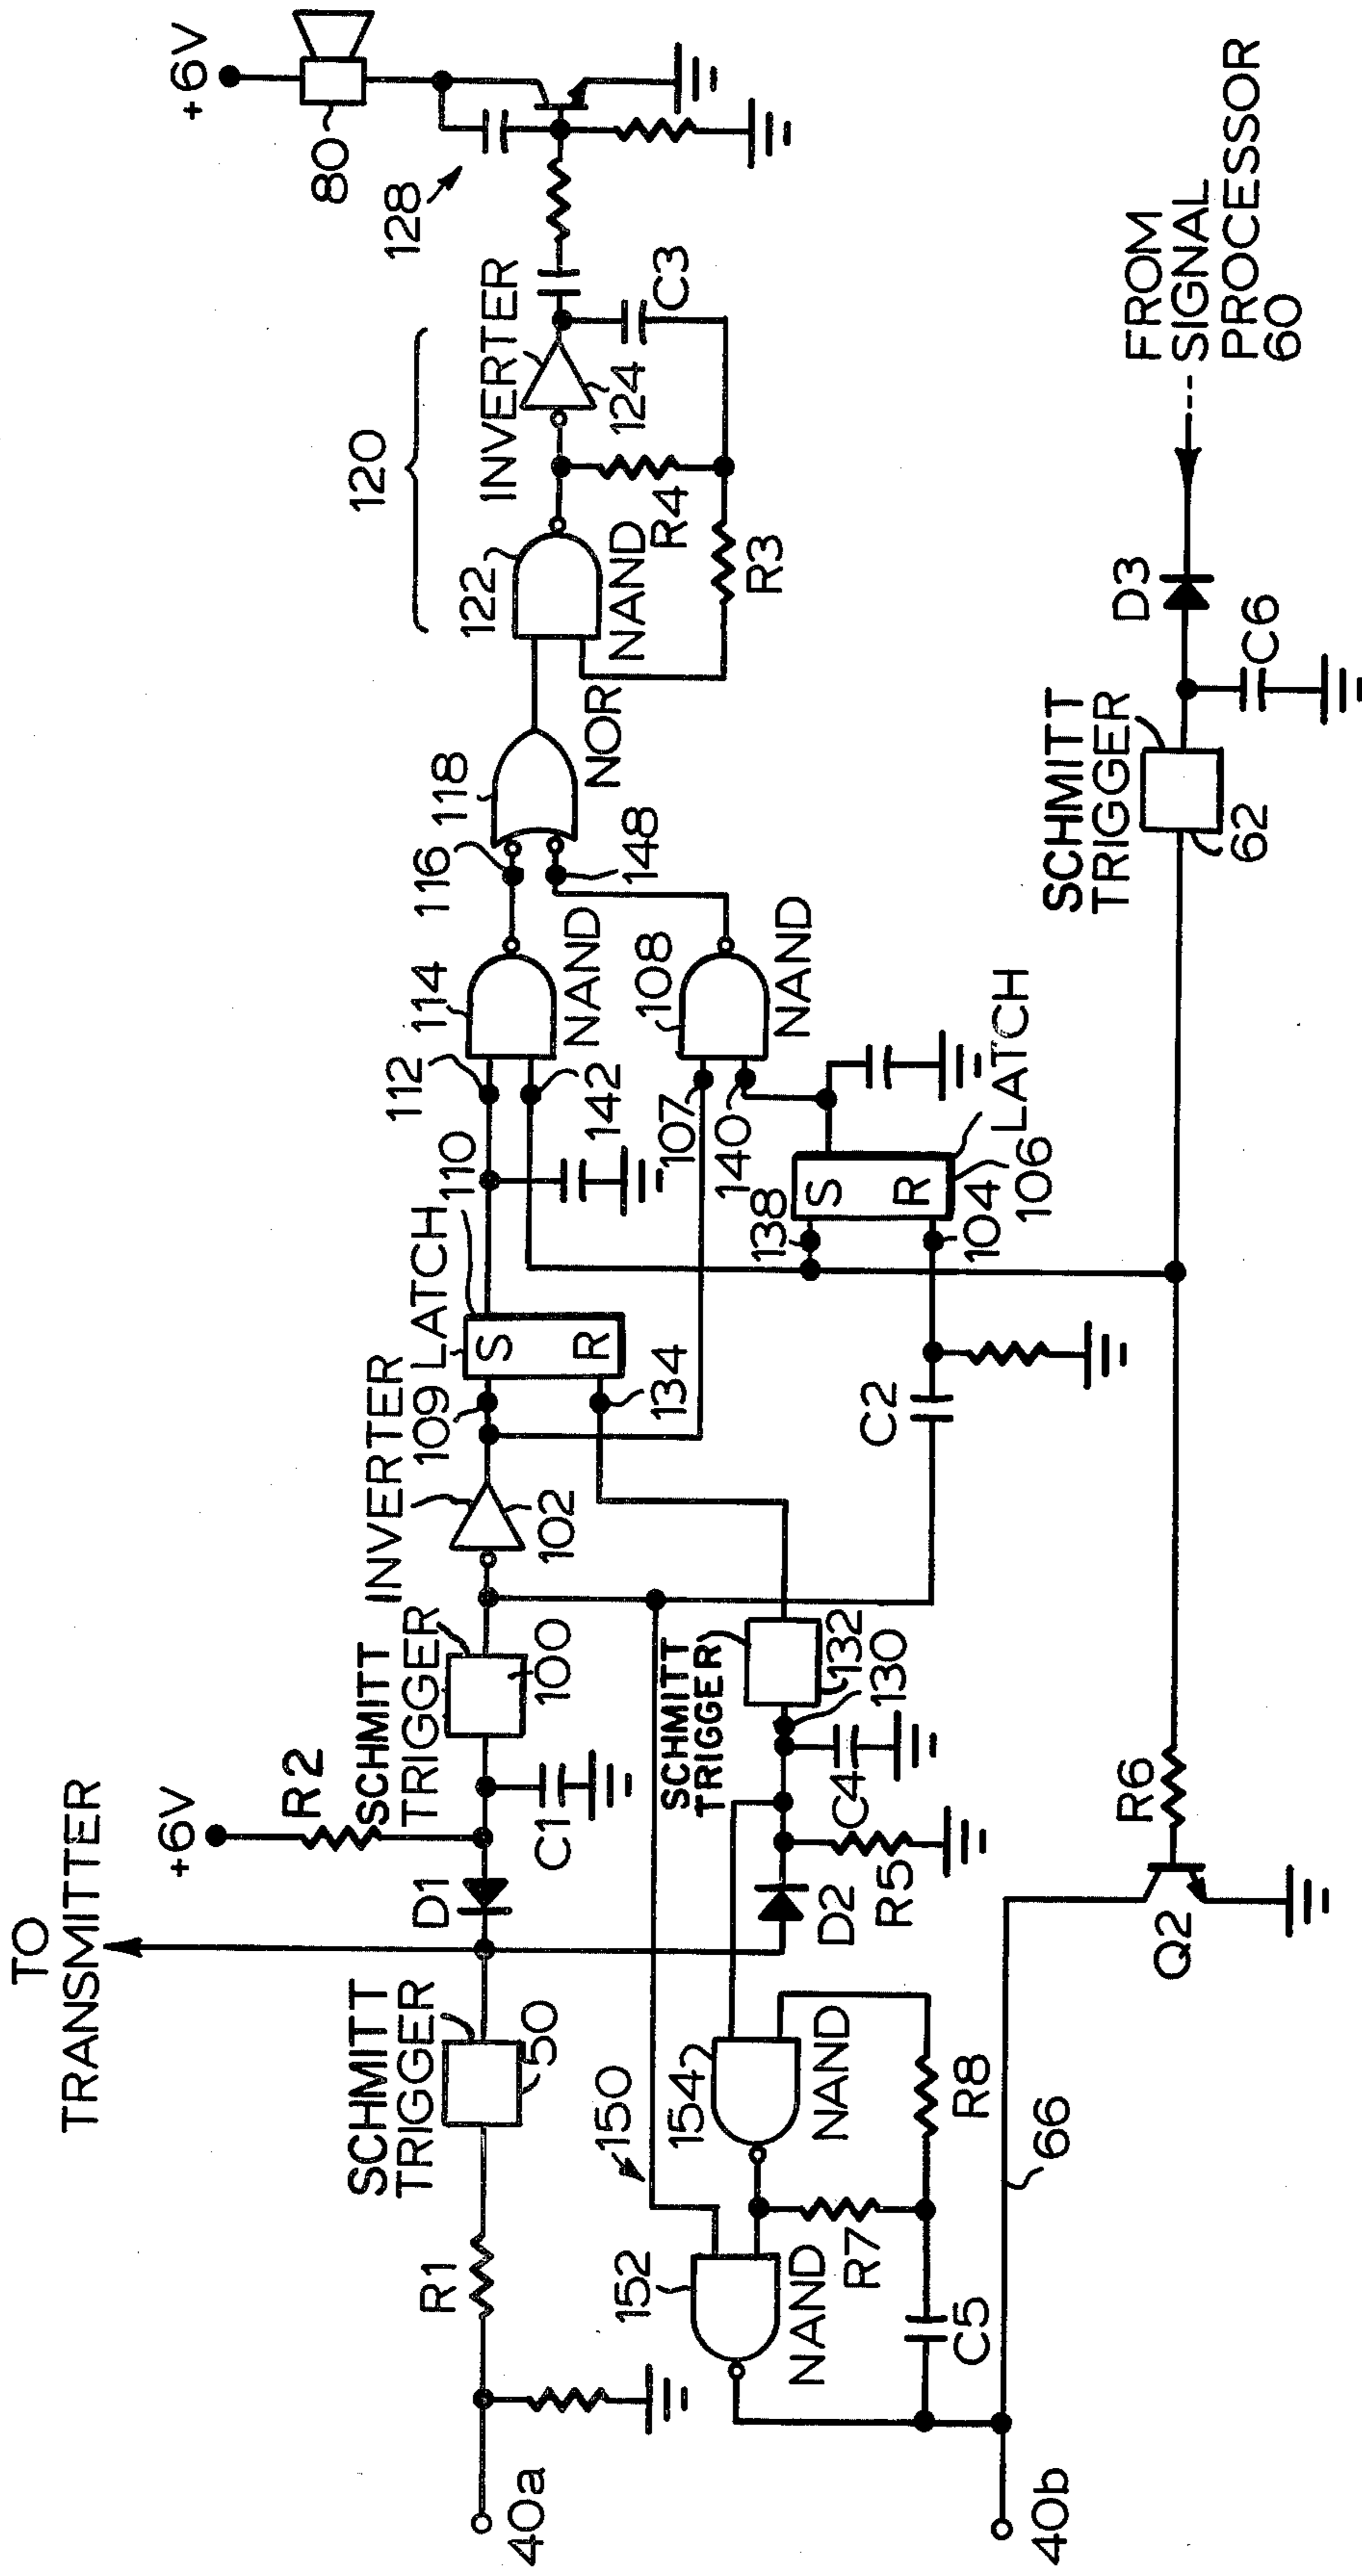 TO
TRANSMITTER
+6V
R2
SCHMITT
TRIGGER
50
D1
SCHMITT
TRIGGER
100
C1
INVERTER
102
LATCH
109
110
112
114
NAND
116
118
NOR
122
NAND
120
INVERTER
124
C3
R4
R3
128
80
+6V
40a
R1
150
152
NAND
154
NAND
R7
R8
C5
D2
R5
C4
SCHMITT
TRIGGER
132
130
S
R
134
142
107
108
NAND
140
148
138
S
R
LATCH
104
106
C2
40b
66
Q2
R6
SCHMITT
TRIGGER
62
D3
C6
FROM
SIGNAL
PROCESSOR
60